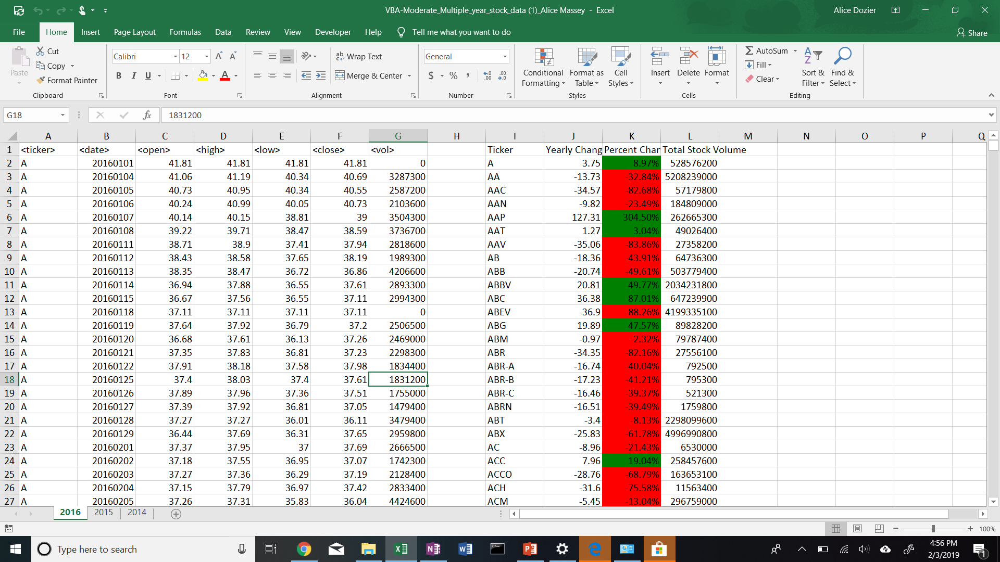 VBA-Moderate_Multiple_year_stock_data (1)_Alice Massey - Excel
Alice Dozier
File Home Insert Page Layout Formulas Data Review View Developer Help Tell me what you want to do
Share
Paste Cut Copy Format Painter
Calibri 12
B I U
Wrap Text
Merge & Center
General
$ % ,
Conditional Formatting Format as Table Cell Styles
Insert Delete Format
AutoSum Fill Clear
Sort & Filter Find & Select
Clipboard Font Alignment Number Styles Cells Editing
G18 fx 1831200
A B C D E F G H I J K L M N O P Q
1 <ticker> <date> <open> <high> <low> <close> <vol> Ticker Yearly Chang Percent Chan Total Stock Volume
2 A 20160101 41.81 41.81 41.81 41.81 0 A 3.75 8.97% 528576200
3 A 20160104 41.06 41.19 40.34 40.69 3287300 AA -13.73 -32.84% 5208239000
4 A 20160105 40.73 40.95 40.34 40.55 2587200 AAC -34.57 -82.68% 57179800
5 A 20160106 40.24 40.99 40.05 40.73 2103600 AAN -9.82 -23.49% 184809000
6 A 20160107 40.14 40.15 38.81 39 3504300 AAP 127.31 304.50% 262665300
7 A 20160108 39.22 39.71 38.47 38.59 3736700 AAT 1.27 3.04% 49026400
8 A 20160111 38.71 38.9 37.41 37.94 2818600 AAV -35.06 -83.86% 27358200
9 A 20160112 38.43 38.58 37.65 38.19 1989300 AB -18.36 -43.91% 64736300
10 A 20160113 38.35 38.47 36.72 36.86 4206600 ABB -20.74 -49.61% 503779400
11 A 20160114 36.94 37.88 36.55 37.61 2893300 ABBV 20.81 49.77% 2034231800
12 A 20160115 36.67 37.56 36.55 37.11 2994300 ABC 36.38 87.01% 647239900
13 A 20160118 37.11 37.11 37.11 37.11 0 ABEV -36.9 -88.26% 4199335100
14 A 20160119 37.64 37.92 36.79 37.2 2506500 ABG 19.89 47.57% 89828200
15 A 20160120 36.68 37.61 36.13 37.26 2469000 ABM -0.97 -2.32% 79787400
16 A 20160121 37.35 37.83 36.81 37.23 2298300 ABR -34.35 -82.16% 27556100
17 A 20160122 37.91 38.18 37.58 37.98 1834400 ABR-A -16.74 -40.04% 792500
18 A 20160125 37.4 38.03 37.4 37.61 1831200 ABR-B -17.23 -41.21% 795300
19 A 20160126 37.89 37.96 37.36 37.51 1755000 ABR-C -16.46 -39.37% 521300
20 A 20160127 37.39 37.92 36.81 37.05 1479400 ABRN -16.51 -39.49% 1759800
21 A 20160128 37.27 37.27 36.01 36.11 3479400 ABT -3.4 -8.13% 2298099600
22 A 20160129 36.44 37.69 36.31 37.65 2959800 ABX -25.83 -61.78% 4996990800
23 A 20160201 37.37 37.95 37 37.69 2666500 AC -8.96 -21.43% 6530000
24 A 20160202 37.18 37.55 36.95 37.07 1742300 ACC 7.96 19.04% 258457600
25 A 20160203 37.27 37.36 36.29 37.19 2128400 ACCO -28.76 -68.79% 163653100
26 A 20160204 37.15 37.79 36.97 37.42 2833400 ACH -31.6 -75.58% 11563400
27 A 20160205 37.26 37.31 35.83 36.04 4424600 ACM -5.45 -13.04% 296759000
2016 2015 2014
100%
Type here to search
4:56 PM
2/3/2019
1